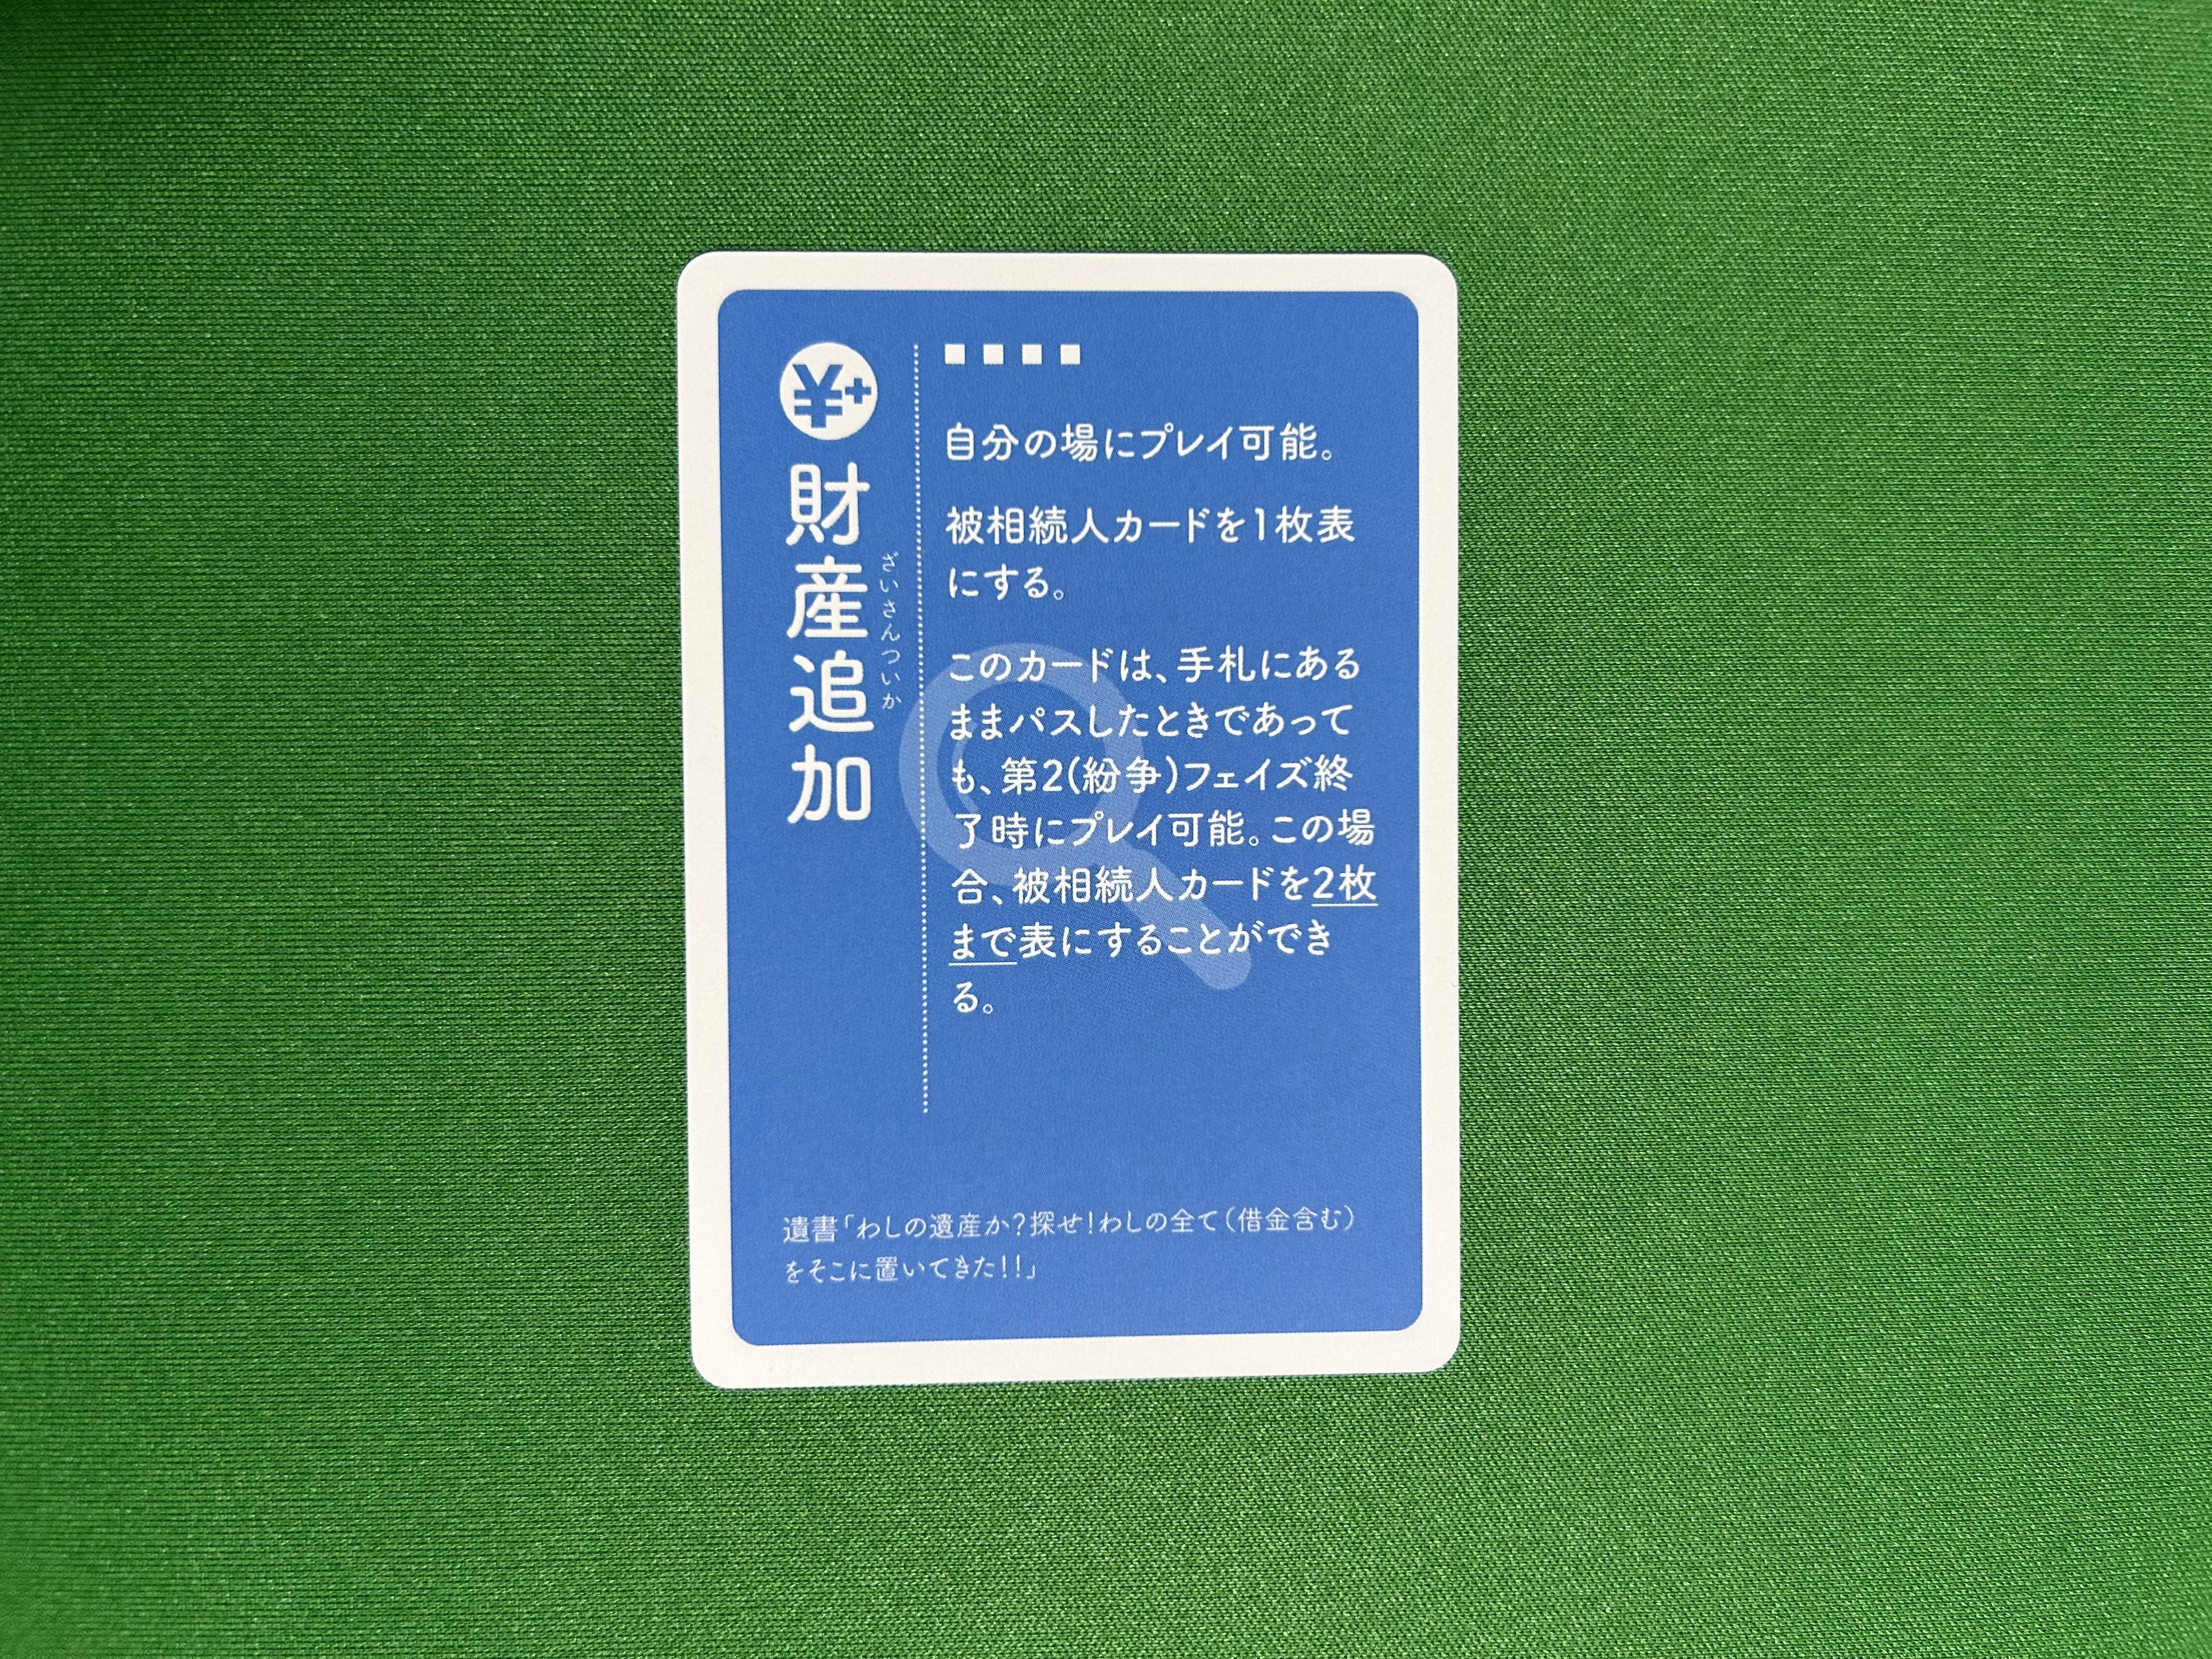 ¥+
財産追加
ざいさんついか
自分の場にプレイ可能。
被相続人カードを1枚表
にする。
このカードは、手札にある
ままパスしたときであって
も、第2(紛争)フェイズ終
了時にプレイ可能。この場
合、被相続人カードを2枚
まで表にすることができ
る。
遺書「わしの遺産か?探せ!わしの全て(借金含む)
をそこに置いてきた!!」